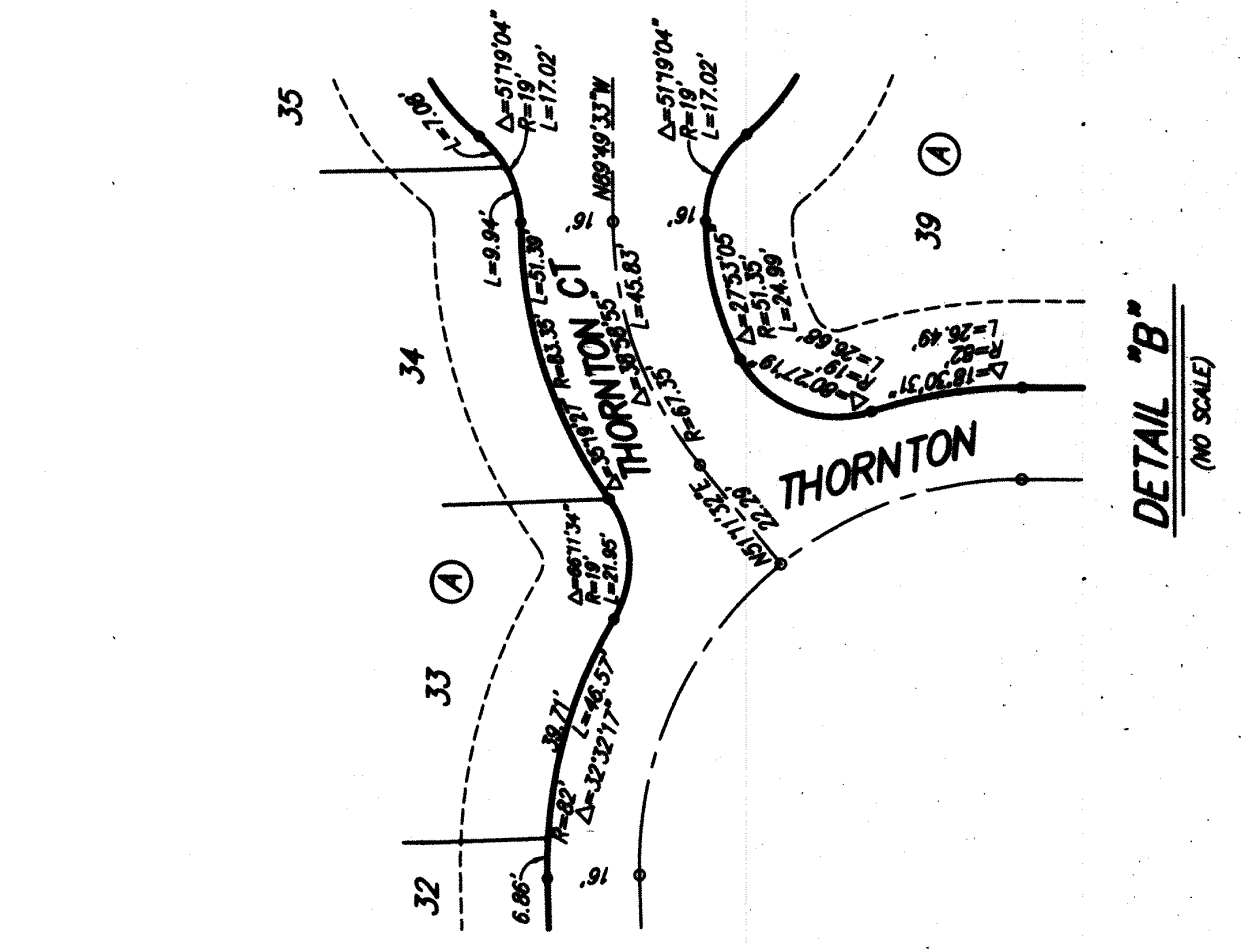 35
L=7.08'
Δ=51°19'04"
R=19'
L=17.02'
Δ=51°19'04"
R=19'
L=17.02'
N89°49'33"W
L=9.94'
16'
16'
A
39
34
Δ=35°19'27" R=83.35' L=51.39'
THORNTON CT
Δ=38°58'55"
R=67.35'
L=45.83'
Δ=27°53'05"
R=51.35'
L=24.99'
Δ=80°27'19"
R=19'
L=26.68'
Δ=18°30'31"
R=82'
L=26.49'
N51°11'32"E
22.29'
THORNTON
A
Δ=66°11'34"
R=19'
L=21.95'
33
39.71'
L=46.57'
R=82'
Δ=32°32'17"
32
6.86'
16'
DETAIL "B"
(NO SCALE)